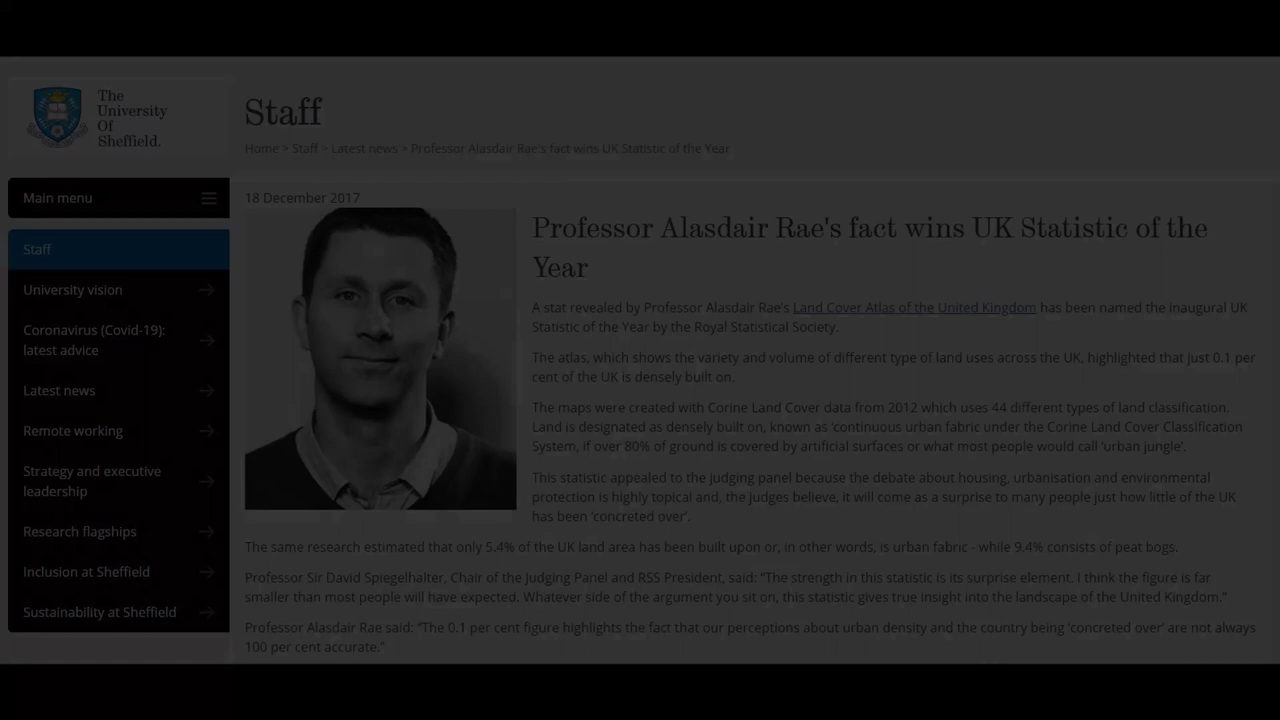 The
University
Of
Sheffield.
Staff
Home > Staff > Latest news > Professor Alasdair Rae's fact wins UK Statistic of the Year
Main menu
Staff
University vision
Coronavirus (Covid-19):
latest advice
Latest news
Remote working
Strategy and executive
leadership
Research flagships
Inclusion at Sheffield
Sustainability at Sheffield
18 December 2017
Professor Alasdair Rae's fact wins UK Statistic of the
Year
A stat revealed by Professor Alasdair Rae's Land Cover Atlas of the United Kingdom has been named the inaugural UK
Statistic of the Year by the Royal Statistical Society.
The atlas, which shows the variety and volume of different type of land uses across the UK, highlighted that just 0.1 per
cent of the UK is densely built on.
The maps were created with Corine Land Cover data from 2012 which uses 44 different types of land classification.
Land is designated as densely built on, known as 'continuous urban fabric under the Corine Land Cover Classification
System, if over 80% of ground is covered by artificial surfaces or what most people would call 'urban jungle'.
This statistic appealed to the judging panel because the debate about housing, urbanisation and environmental
protection is highly topical and, the judges believe, it will come as a surprise to many people just how little of the UK
has been 'concreted over'.
The same research estimated that only 5.4% of the UK land area has been built upon or, in other words, is urban fabric - while 9.4% consists of peat bogs.
Professor Sir David Spiegelhalter, Chair of the Judging Panel and RSS President, said: "The strength in this statistic is its surprise element. I think the figure is far
smaller than most people will have expected. Whatever side of the argument you sit on, this statistic gives true insight into the landscape of the United Kingdom."
Professor Alasdair Rae said: "The 0.1 per cent figure highlights the fact that our perceptions about urban density and the country being 'concreted over' are not always
100 per cent accurate."